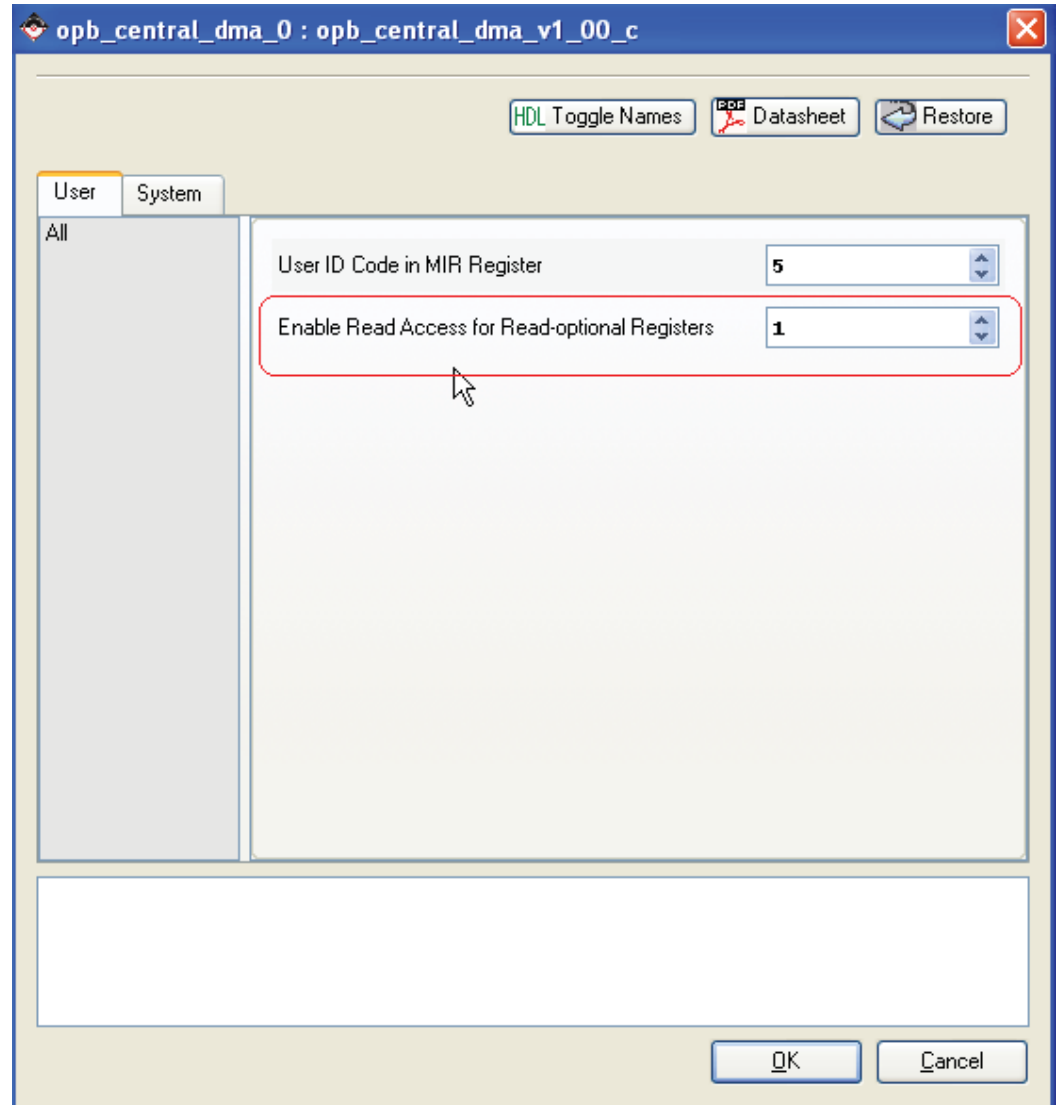 opb_central_dma_0 : opb_central_dma_v1_00_c
HDL Toggle Names PDF Datasheet Restore
User System
All
User ID Code in MIR Register 5
Enable Read Access for Read-optional Registers 1
OK Cancel